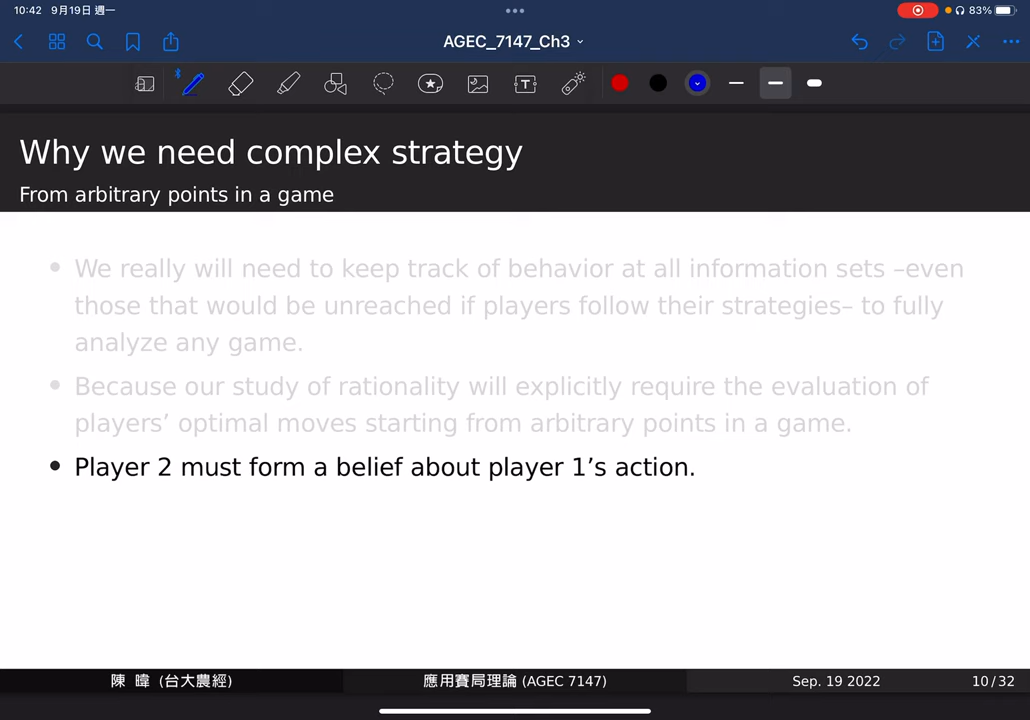 10:42 9月19日 週一
83%
AGEC_7147_Ch3
T
Why we need complex strategy
From arbitrary points in a game
• We really will need to keep track of behavior at all information sets –even
those that would be unreached if players follow their strategies– to fully
analyze any game.
• Because our study of rationality will explicitly require the evaluation of
players’ optimal moves starting from arbitrary points in a game.
• Player 2 must form a belief about player 1’s action.
陳 暐 (台大農經) 應用賽局理論 (AGEC 7147) Sep. 19 2022 10 / 32